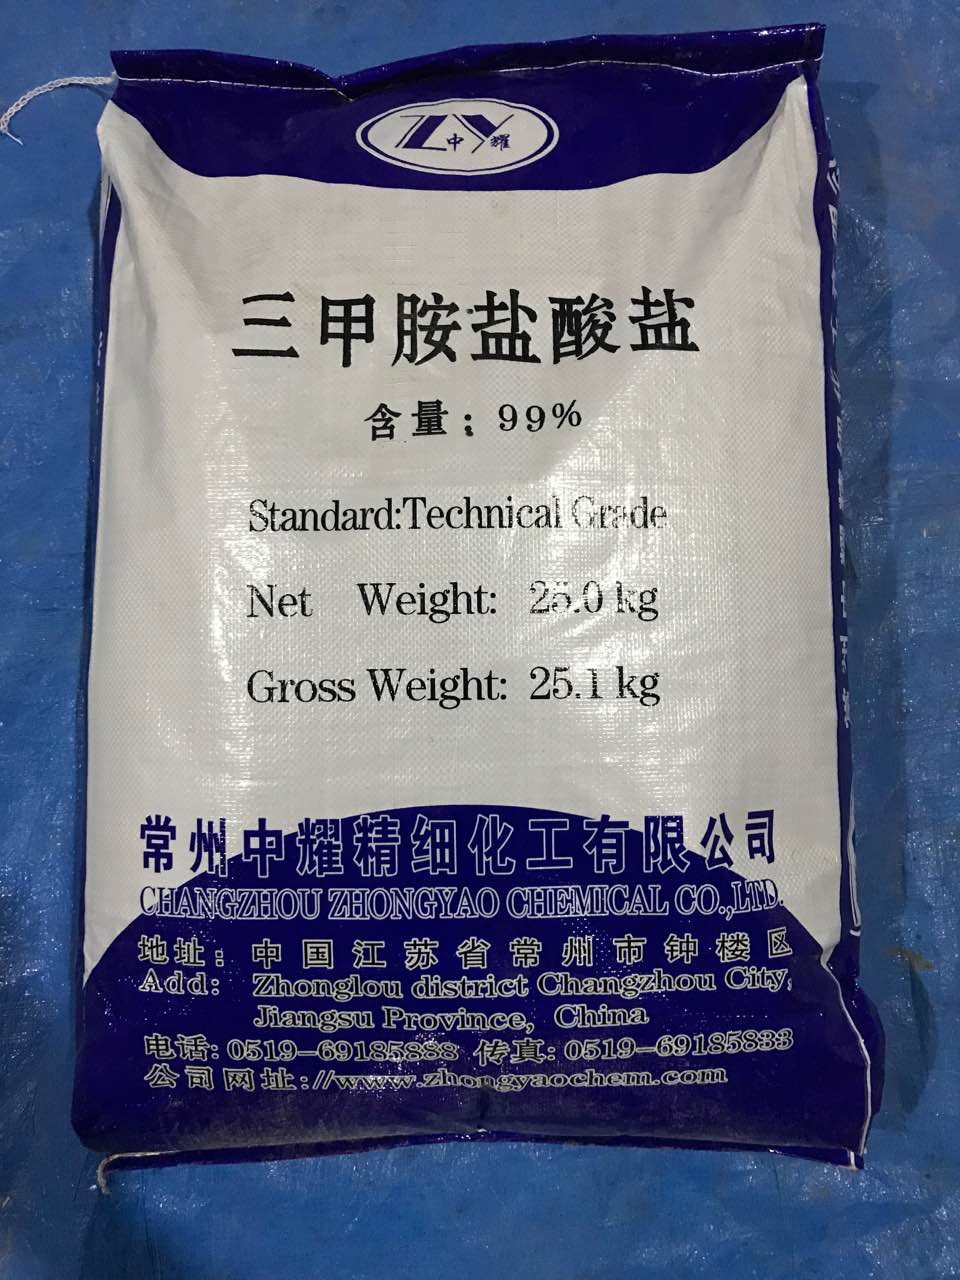 ZY中耀
三甲胺盐酸盐
含量：99%
Standard:Technical Grade
Net Weight: 25.0 kg
Gross Weight: 25.1 kg
常州中耀精细化工有限公司
CHANGZHOU ZHONGYAO CHEMICAL CO.,LTD.
地址：中国江苏省常州市钟楼区
Add: Zhonglou district Changzhou City,
Jiangsu Province, China
电话: 0519-69185888 传真: 0519-69185833
公司网址://www.zhongyaochem.com